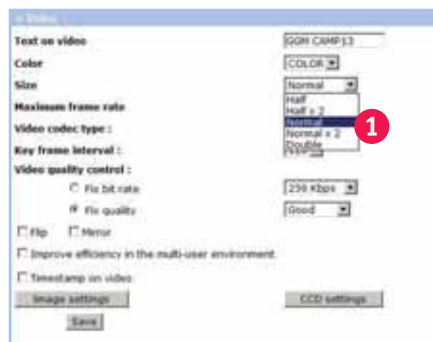 Video
Text on video GGM CAMP13
Color COLOR
Size Normal
Half
Maximum frame rate Half x 2
Normal
Video codec type : Normal x 2
1
Double
Key frame interval :
Video quality control :
Fix bit rate 256 Kbps
Fix quality Good
Flip Mirror
Improve efficiency in the multi-user environment
Timestamp on video
Image settings CCD settings
Save